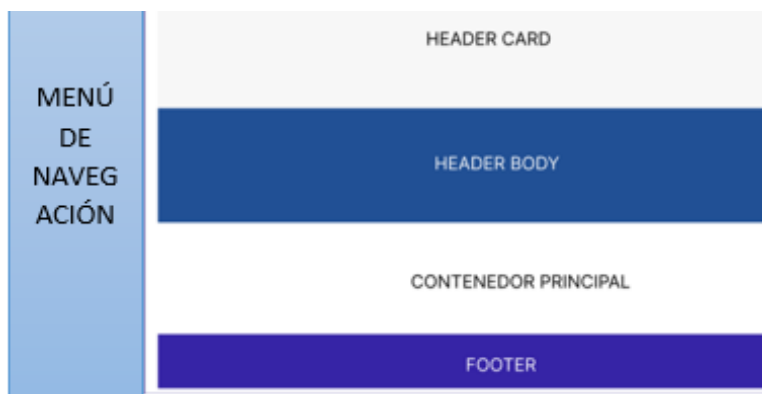 MENÚ
DE
NAVEG
ACIÓN
HEADER CARD
HEADER BODY
CONTENEDOR PRINCIPAL
FOOTER